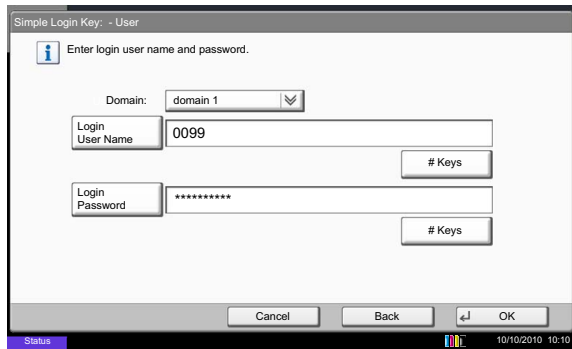 Simple Login Key:  - User
i
Enter login user name and password.
Domain:
domain 1
Login
User Name
0099
# Keys
Login
Password
**********
# Keys
Cancel
Back
OK
Status
10/10/2010  10:10